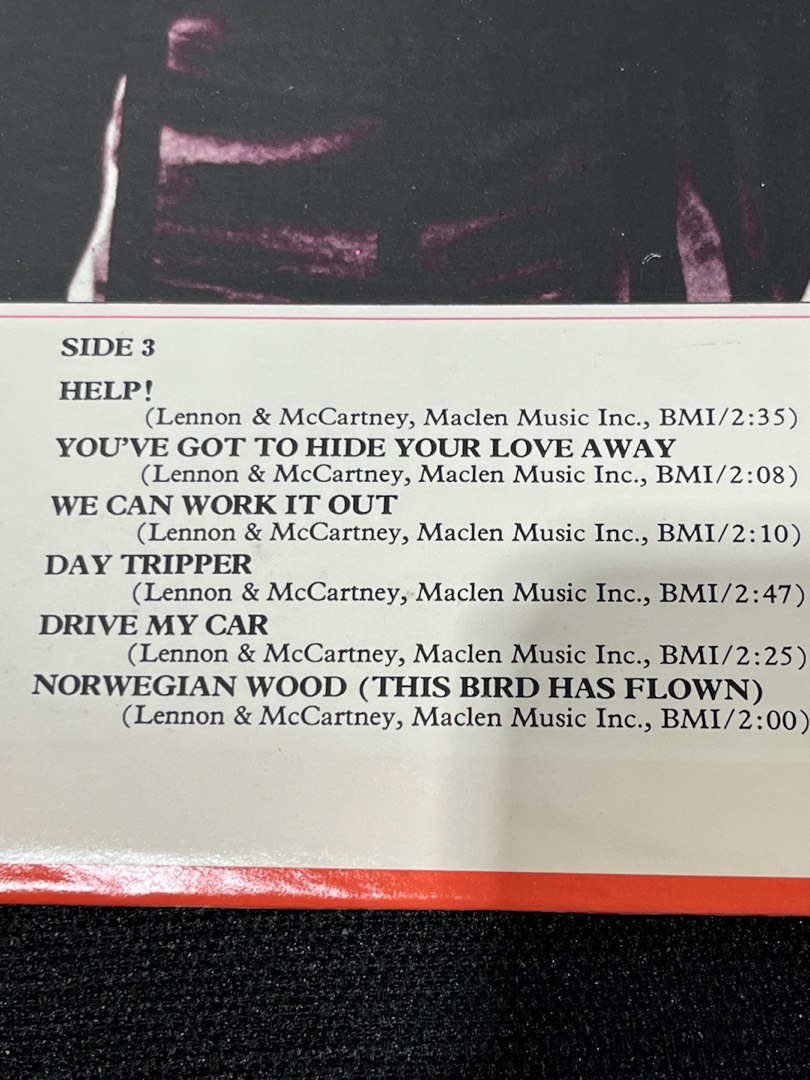 SIDE 3
HELP!
(Lennon & McCartney, Maclen Music Inc., BMI/2:35)
YOU'VE GOT TO HIDE YOUR LOVE AWAY
(Lennon & McCartney, Maclen Music Inc., BMI/2:08)
WE CAN WORK IT OUT
(Lennon & McCartney, Maclen Music Inc., BMI/2:10)
DAY TRIPPER
(Lennon & McCartney, Maclen Music Inc., BMI/2:47)
DRIVE MY CAR
(Lennon & McCartney, Maclen Music Inc., BMI/2:25)
NORWEGIAN WOOD (THIS BIRD HAS FLOWN)
(Lennon & McCartney, Maclen Music Inc., BMI/2:00)